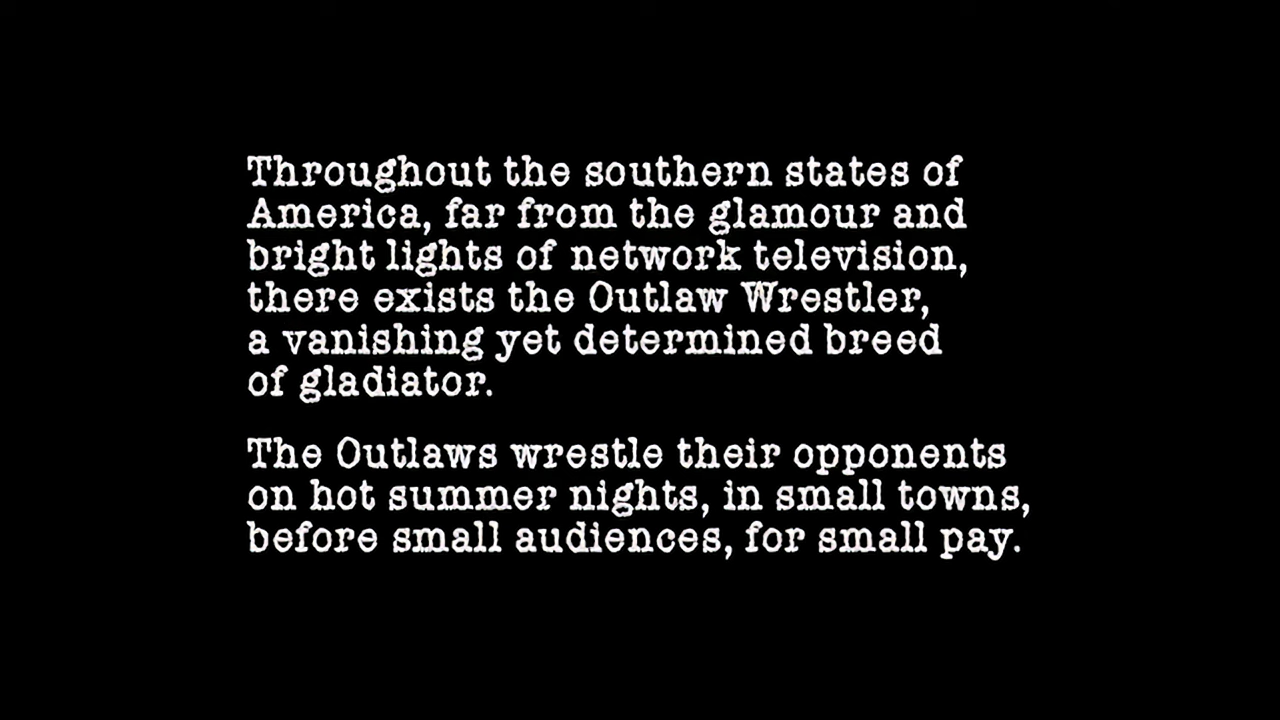 Throughout the southern states of
America, far from the glamour and
bright lights of network television,
there exists the Outlaw Wrestler,
a vanishing yet determined breed
of gladiator.
The Outlaws wrestle their opponents
on hot summer nights, in small towns,
before small audiences, for small pay.